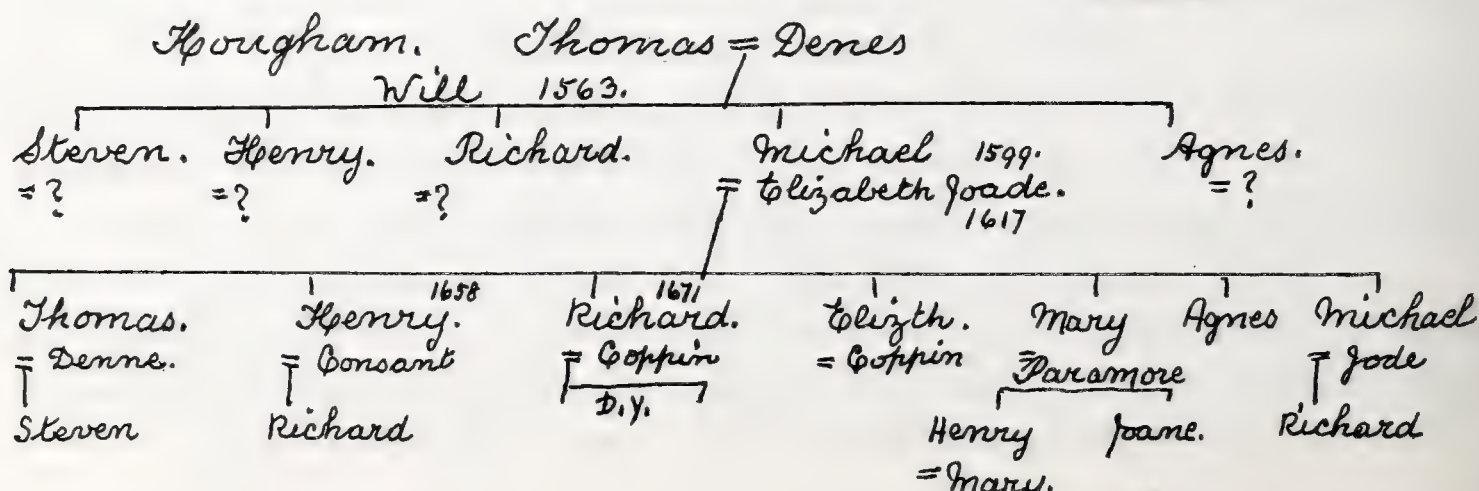 Hougham. Thomas = Denes
Will 1563.
Steven. Henry. Richard. Michael 1599. Agnes.
=? =? =? = Elizabeth Joade. =?
1617
1658 1671
Thomas. Henry. Richard. Elizth. Mary Agnes Michael
= Denne. = Consant = Coppin = Coppin = Paramore = Jode
D.Y.
Steven Richard Henry Joane. Richard
= Mary.